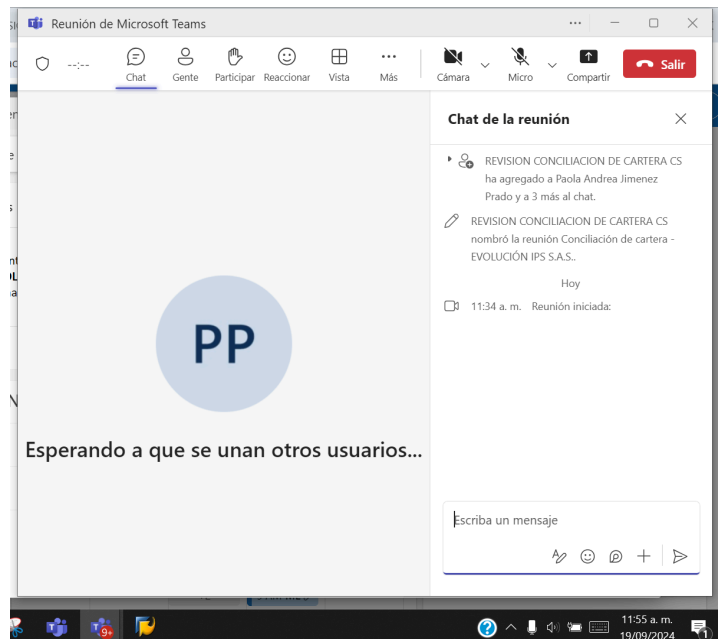 Reunión de Microsoft Teams
--:--
Chat
Gente
Participar
Reaccionar
Vista
Más
Cámara
Micro
Compartir
Salir
Chat de la reunión
REVISION CONCILIACION DE CARTERA CS
ha agregado a Paola Andrea Jimenez
Prado y a 3 más al chat.
REVISION CONCILIACION DE CARTERA CS
nombró la reunión Conciliación de cartera -
EVOLUCIÓN IPS S.A.S..
Hoy
11:34 a. m. Reunión iniciada:
PP
Esperando a que se unan otros usuarios...
Escriba un mensaje
9+
11:55 a. m.
19/09/2024